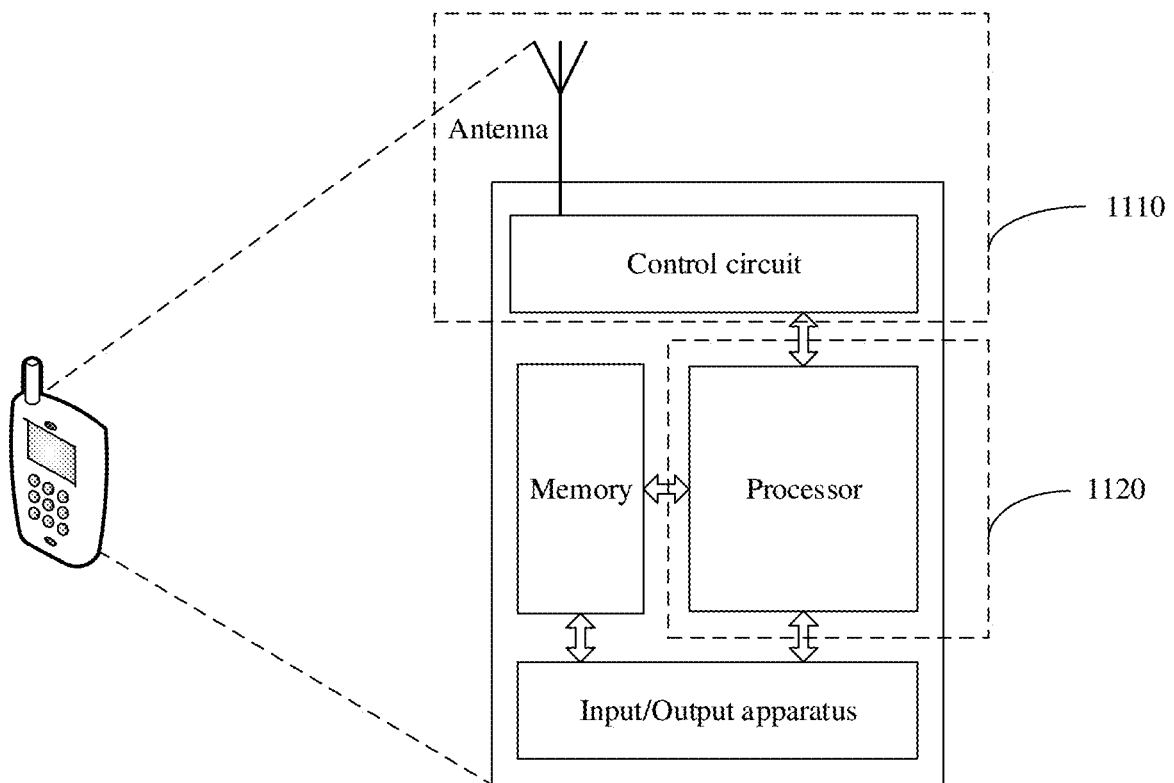 Antenna
1110
Control circuit
Memory
Processor
1120
Input/Output apparatus